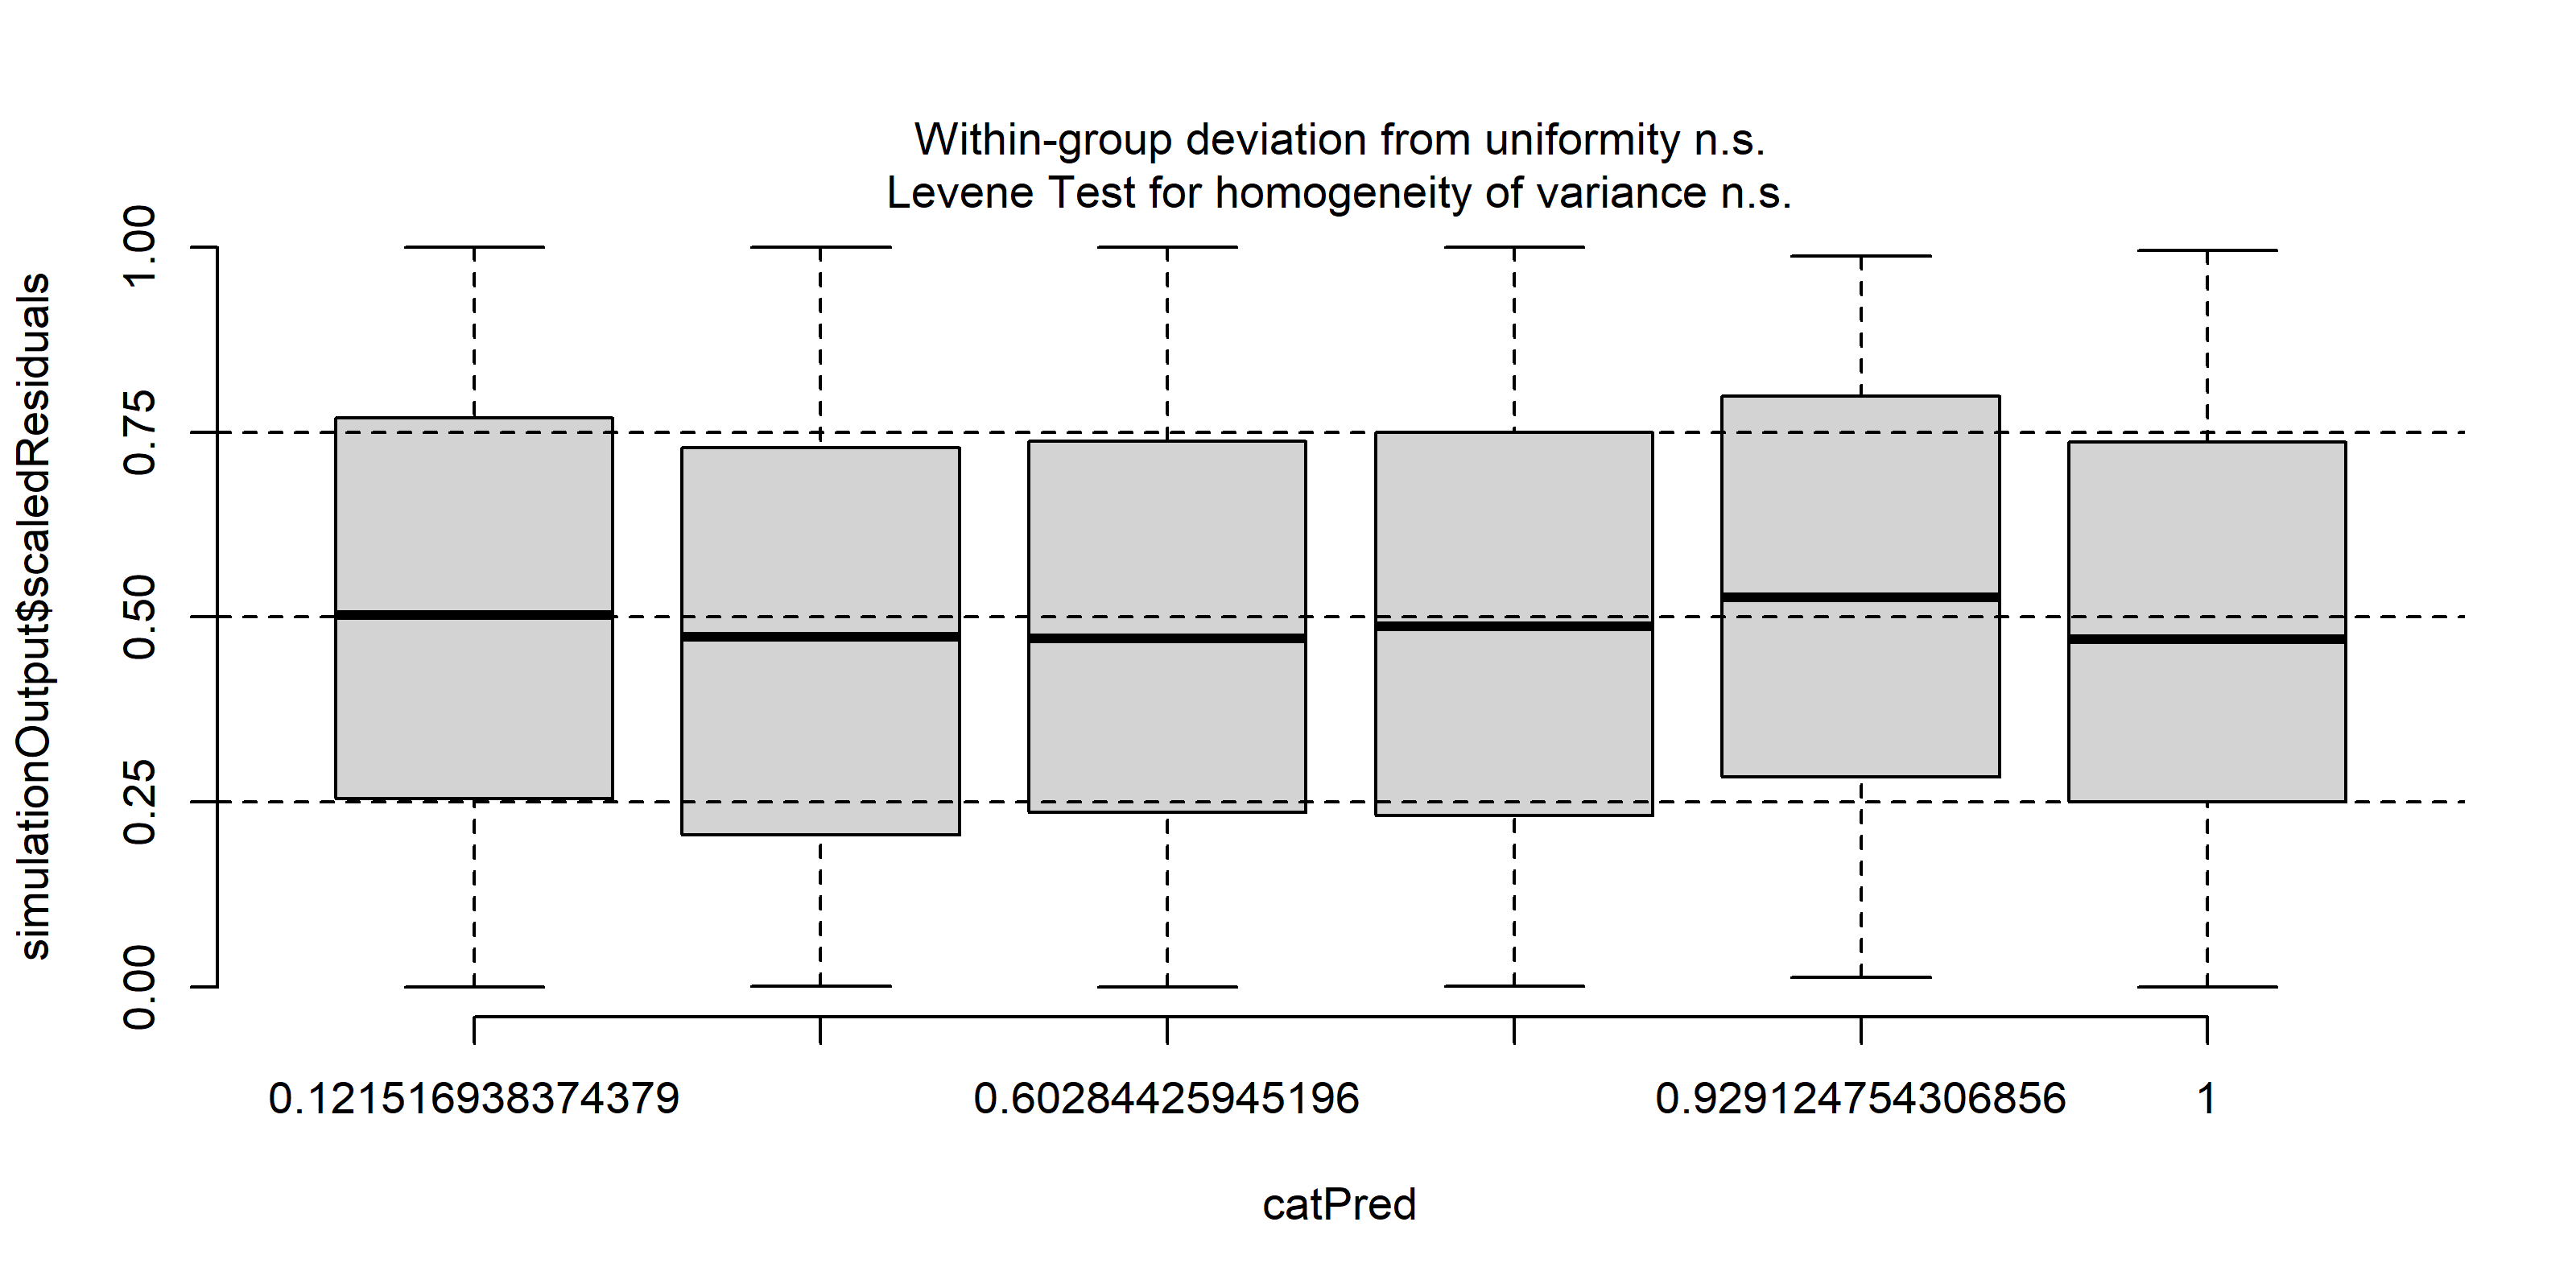 Within-group deviation from uniformity n.s.
Levene Test for homogeneity of variance n.s.
simulationOutput$scaledResiduals
1.00
0.75
0.50
0.25
0.00
0.121516938374379
0.60284425945196
0.929124754306856
1
catPred